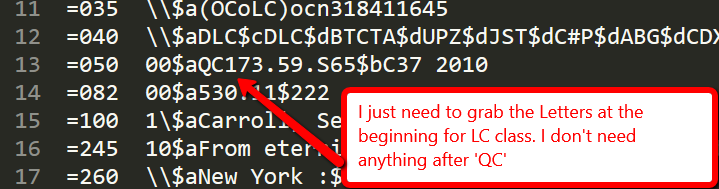 11 =035 \\$a(OCoLC)ocn318411645
12 =040 \\$aDLC$cDLC$dBTCTA$dUPZ$dJST$dC#P$dABG$dCDX
13 =050 00$aQC173.59.S65$bC37 2010
14 =082 00$a530.11$222
15 =100 1\$aCarroll, Se
16 =245 10$aFrom eterni
17 =260 \\$aNew York :$
I just need to grab the Letters at the
beginning for LC class. I don't need
anything after 'QC'